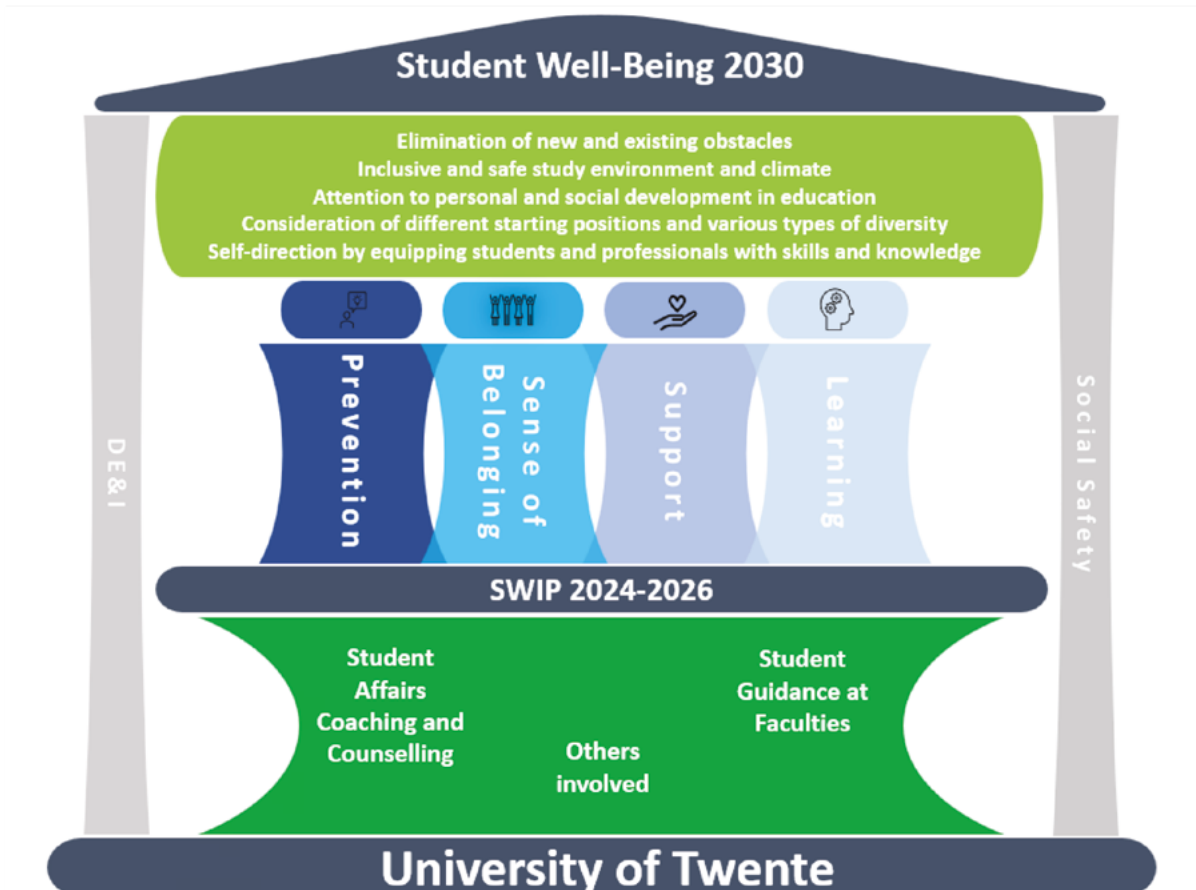 Student Well-Being 2030
Elimination of new and existing obstacles
Inclusive and safe study environment and climate
Attention to personal and social development in education
Consideration of different starting positions and various types of diversity
Self-direction by equipping students and professionals with skills and knowledge
DE&I
Prevention
Sense of
Belonging
Support
Learning
Social Safety
SWIP 2024-2026
Student
Affairs
Coaching and
Counselling
Others
involved
Student
Guidance at
Faculties
University of Twente